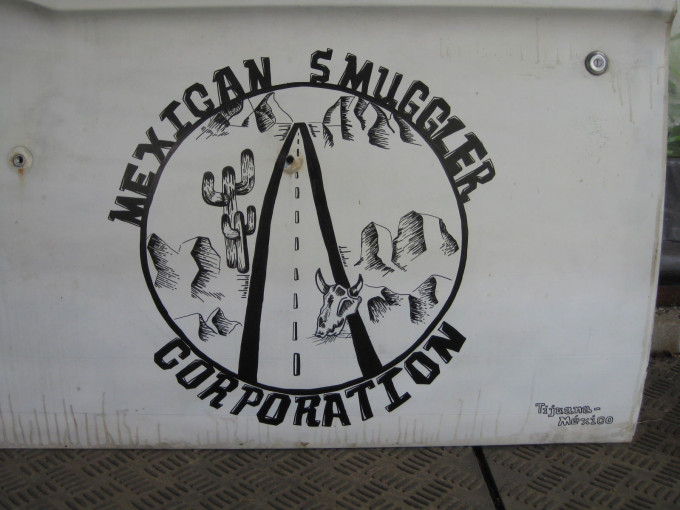 MEXICAN SMUGGLER
CORPORATION
Tijuana-
México